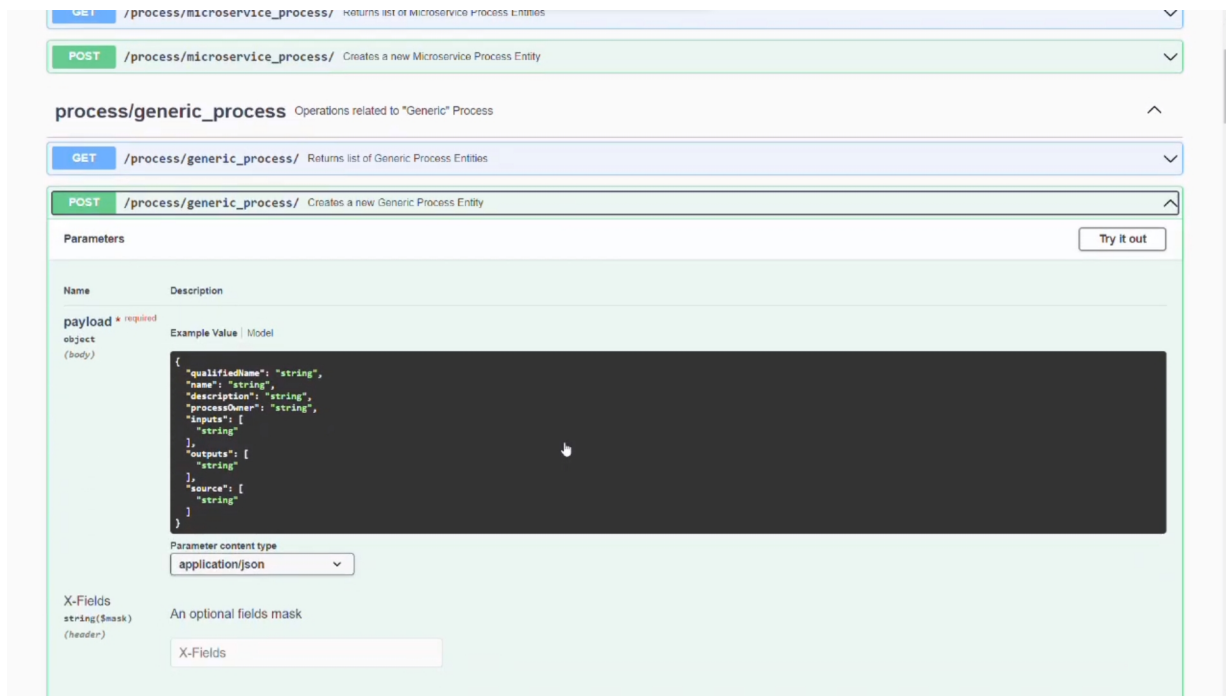 GET /process/microservice_process/ Returns list of Microservice Process Entities
POST /process/microservice_process/ Creates a new Microservice Process Entity
process/generic_process Operations related to "Generic" Process
GET /process/generic_process/ Returns list of Generic Process Entities
POST /process/generic_process/ Creates a new Generic Process Entity
Parameters Try it out
Name Description
payload * required
object
(body)
Example Value | Model
{
"qualifiedName": "string",
"name": "string",
"description": "string",
"processOwner": "string",
"inputs": [
"string"
],
"outputs": [
"string"
],
"source": [
"string"
]
}
Parameter content type
application/json
X-Fields
string($mask)
(header)
An optional fields mask
X-Fields